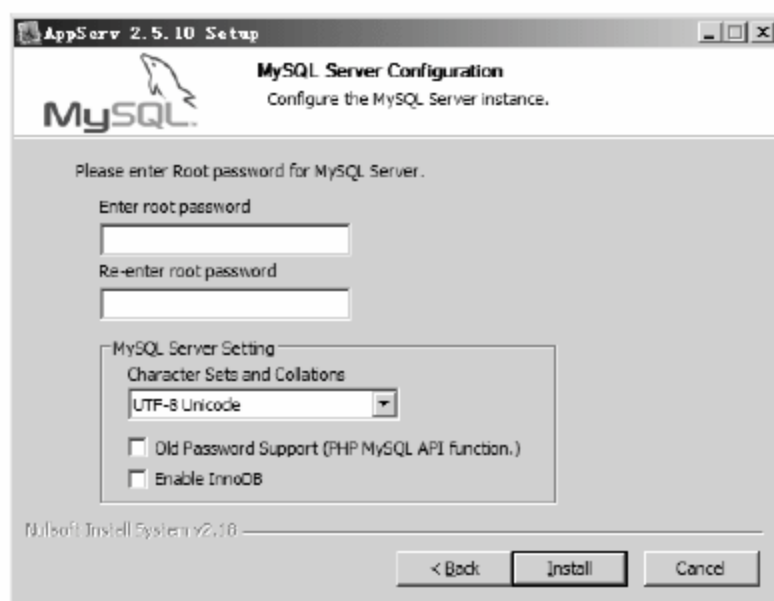 AppServ 2.5.10 Setup
MySQL Server Configuration
Configure the MySQL Server instance.
MySQL.
Please enter Root password for MySQL Server.
Enter root password
Re-enter root password
MySQL Server Setting
Character Sets and Collations
UTF-8 Unicode
Old Password Support (PHP MySQL API function.)
Enable InnoDB
Nullsoft Install System v2.18
< Back
Install
Cancel